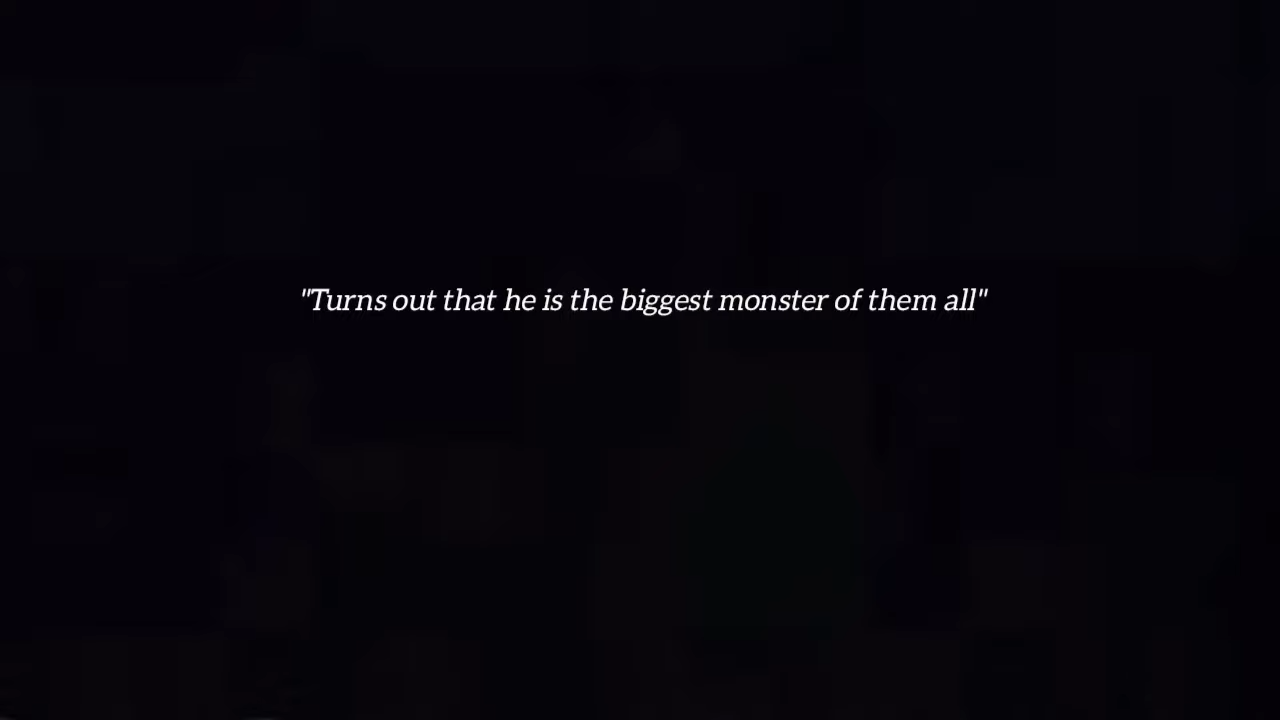 "Turns out that he is the biggest monster of them all"